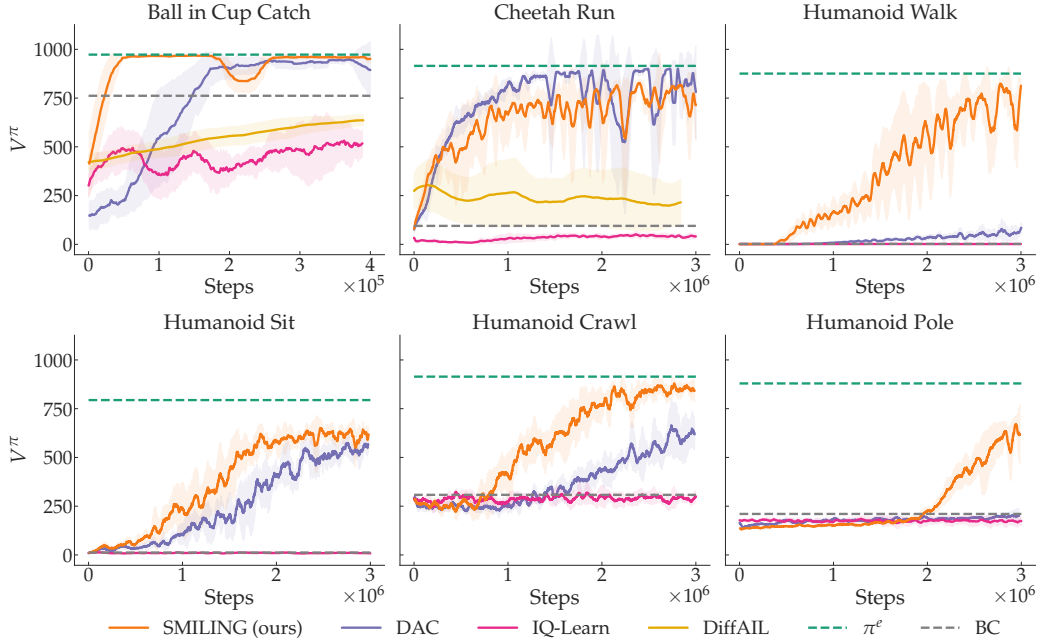 Ball in Cup Catch
Cheetah Run
Humanoid Walk
1000
750
500
250
0
V^π
0 1 2 3 4
Steps
×10^5
0 1 2 3
Steps
×10^6
0 1 2 3
Steps
×10^6
Humanoid Sit
Humanoid Crawl
Humanoid Pole
1000
750
500
250
0
V^π
0 1 2 3
Steps
×10^6
0 1 2 3
Steps
×10^6
0 1 2 3
Steps
×10^6
SMILING (ours) DAC IQ-Learn DiffAIL π^e BC